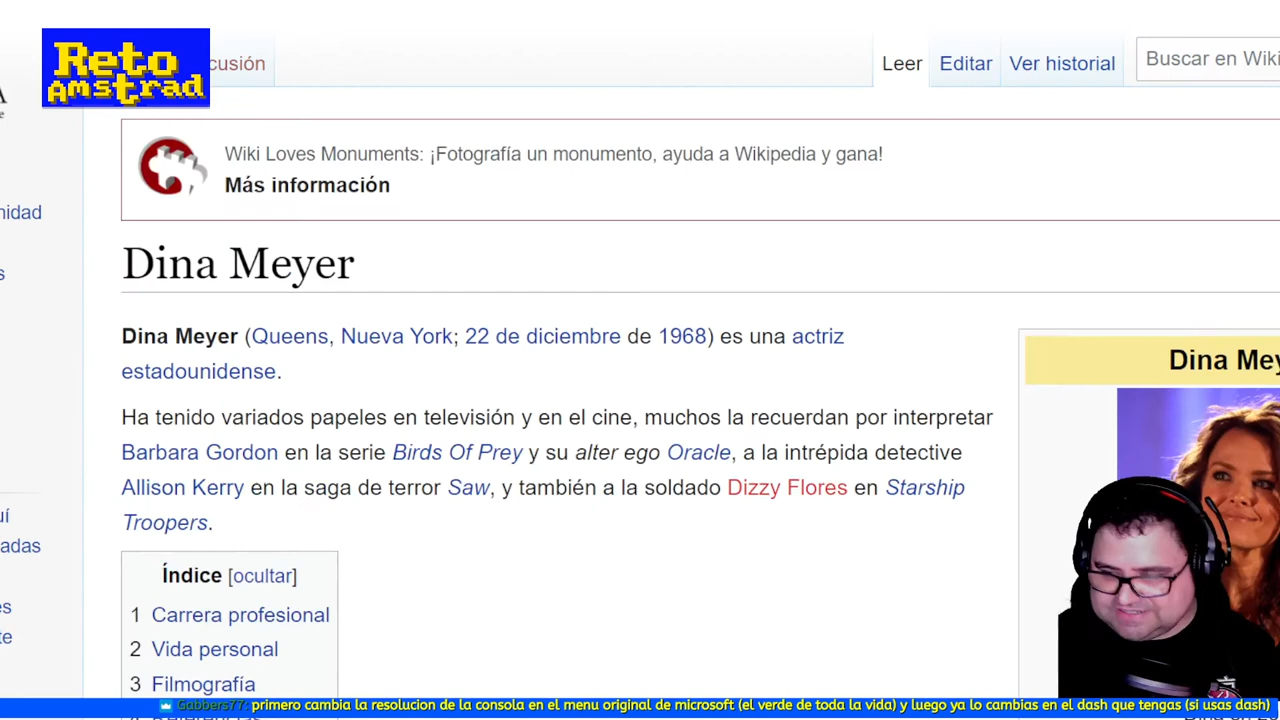 Reto
Amstrad
cusión
Leer Editar Ver historial Buscar en Wiki
Wiki Loves Monuments: ¡Fotografía un monumento, ayuda a Wikipedia y gana!
Más información
nidad
s
Dina Meyer
Dina Meyer (Queens, Nueva York; 22 de diciembre de 1968) es una actriz
estadounidense.
Dina Mey
Ha tenido variados papeles en televisión y en el cine, muchos la recuerdan por interpretar
Barbara Gordon en la serie Birds Of Prey y su alter ego Oracle, a la intrépida detective
Allison Kerry en la saga de terror Saw, y también a la soldado Dizzy Flores en Starship
Troopers.
uí
adas
es
te
Índice [ocultar]
1 Carrera profesional
2 Vida personal
3 Filmografía
Gabbers77: primero cambia la resolucion de la consola en el menu original de microsoft (el verde de toda la vida) y luego ya lo cambias en el dash que tengas (si usas dash)